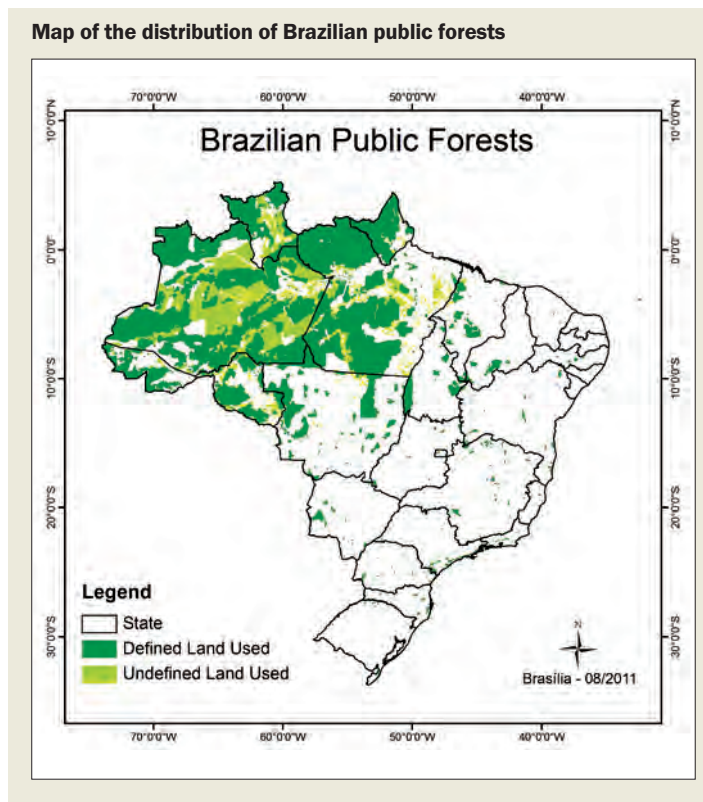 Map of the distribution of Brazilian public forests
70°0'0"W 60°0'0"W 50°0'0"W 40°0'0"W
10°0'0"N 10°0'0"N
Brazilian Public Forests
0°0'0" 0°0'0"
10°0'0"S 10°0'0"S
20°0'0"S 20°0'0"S
Legend
State
Defined Land Used
Undefined Land Used
30°0'0"S 30°0'0"S
N
Brasília - 08/2011
70°0'0"W 60°0'0"W 50°0'0"W 40°0'0"W